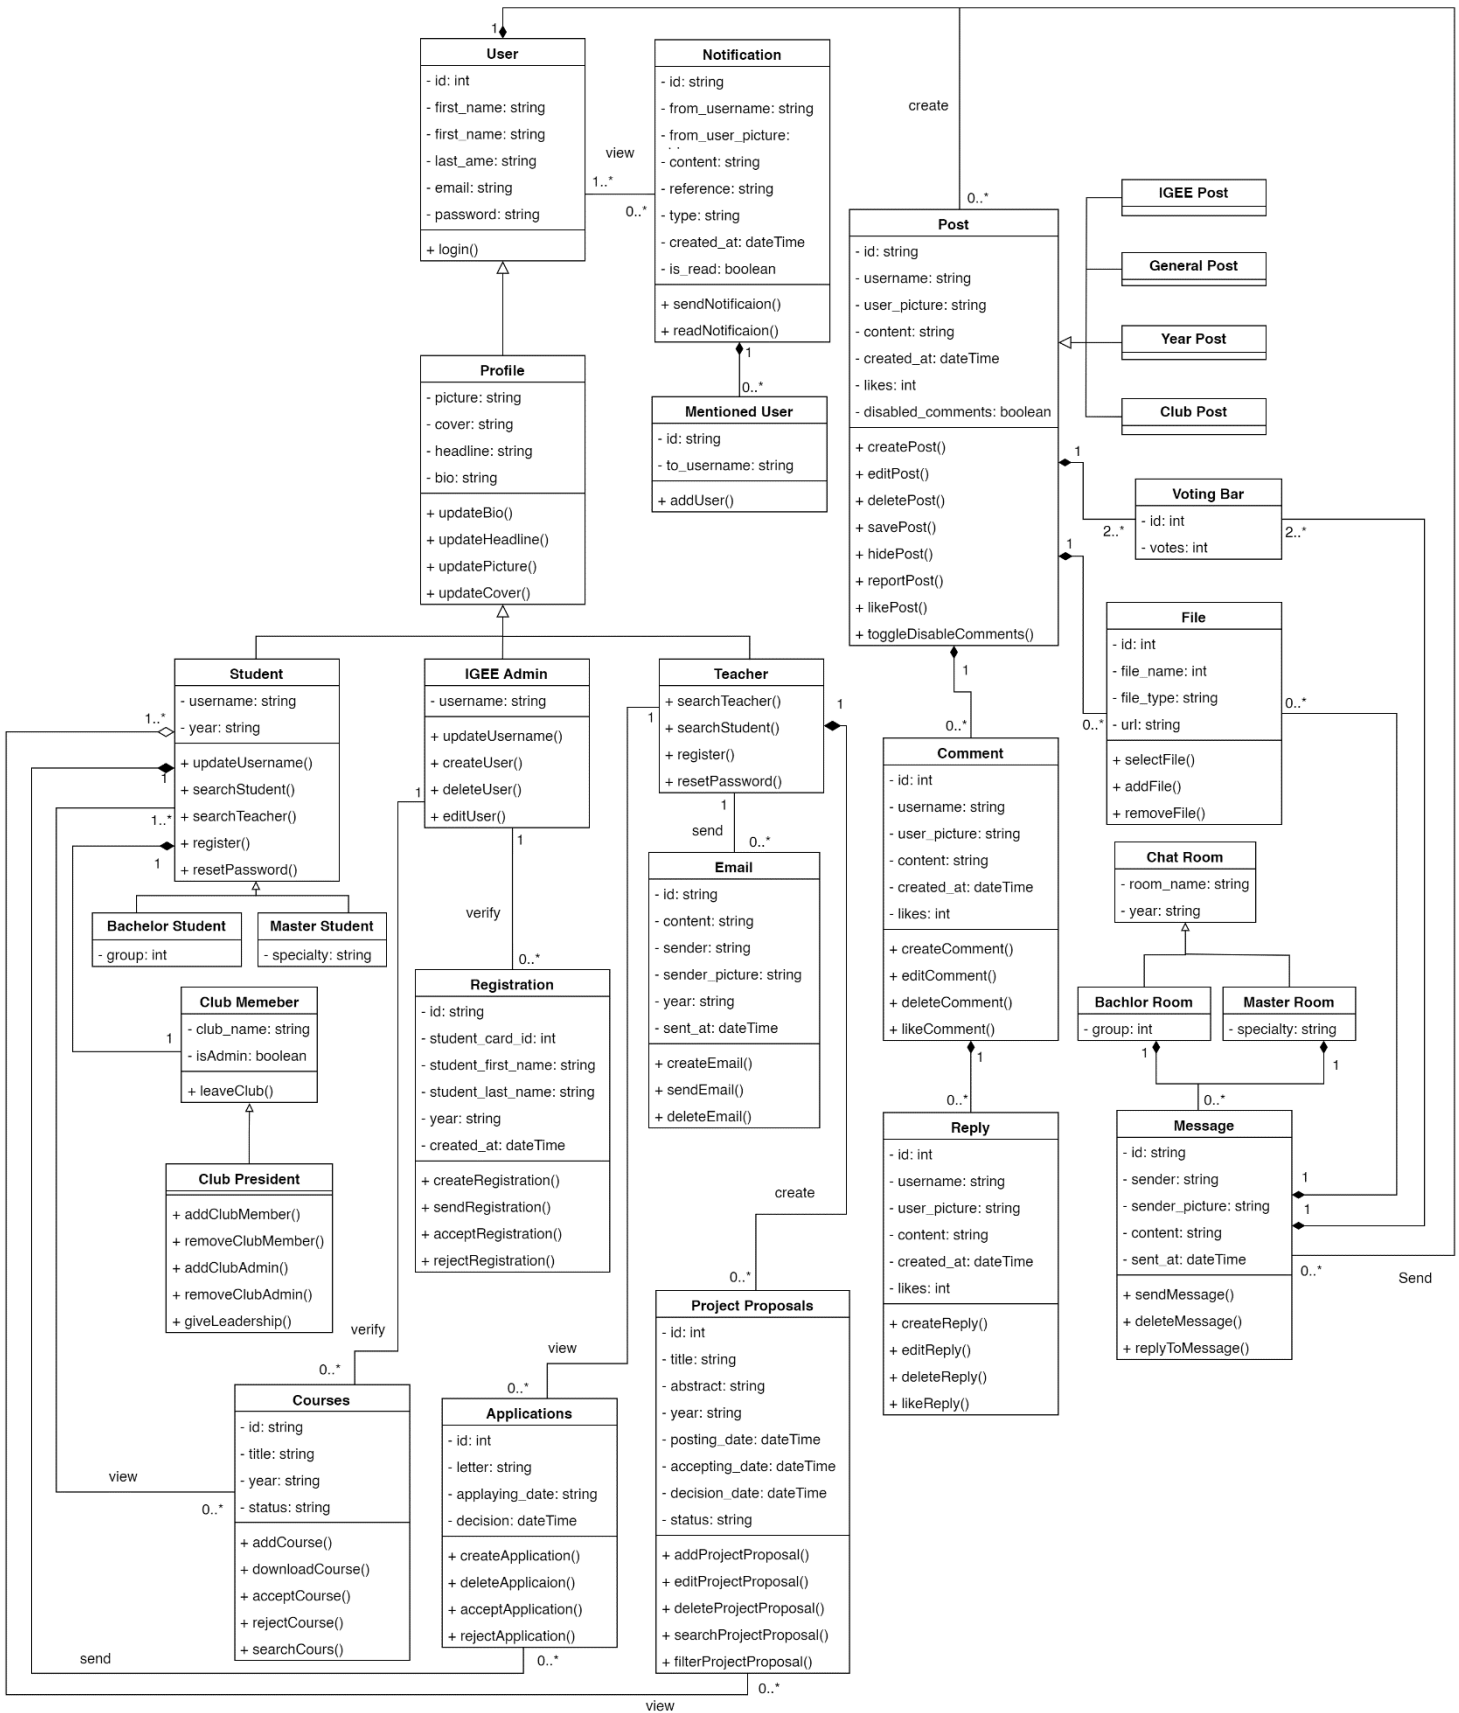 1
User
- id: int
- first_name: string
- first_name: string
- last_ame: string
- email: string
- password: string
+ login()
view
1..*
0..*
Notification
- id: string
- from_username: string
- from_user_picture:
- content: string
- reference: string
- type: string
- created_at: dateTime
- is_read: boolean
+ sendNotificaion()
+ readNotificaion()
1
0..*
Mentioned User
- id: string
- to_username: string
+ addUser()
create
0..*
Post
- id: string
- username: string
- user_picture: string
- content: string
- created_at: dateTime
- likes: int
- disabled_comments: boolean
+ createPost()
+ editPost()
+ deletePost()
+ savePost()
+ hidePost()
+ reportPost()
+ likePost()
+ toggleDisableComments()
IGEE Post
General Post
Year Post
Club Post
1
2..*
Voting Bar
- id: int
- votes: int
2..*
1
0..*
File
- id: int
- file_name: int
- file_type: string
- url: string
+ selectFile()
+ addFile()
+ removeFile()
0..*
Profile
- picture: string
- cover: string
- headline: string
- bio: string
+ updateBio()
+ updateHeadline()
+ updatePicture()
+ updateCover()
Student
- username: string
- year: string
+ updateUsername()
+ searchStudent()
+ searchTeacher()
+ register()
+ resetPassword()
1..*
1
1..*
1
IGEE Admin
- username: string
+ updateUsername()
+ createUser()
+ deleteUser()
+ editUser()
1
1
verify
0..*
Teacher
+ searchTeacher()
+ searchStudent()
+ register()
+ resetPassword()
1
1
1
send
0..*
Email
- id: string
- content: string
- sender: string
- sender_picture: string
- year: string
- sent_at: dateTime
+ createEmail()
+ sendEmail()
+ deleteEmail()
1
0..*
Comment
- id: int
- username: string
- user_picture: string
- content: string
- created_at: dateTime
- likes: int
+ createComment()
+ editComment()
+ deleteComment()
+ likeComment()
1
0..*
Reply
- id: int
- username: string
- user_picture: string
- content: string
- created_at: dateTime
- likes: int
+ createReply()
+ editReply()
+ deleteReply()
+ likeReply()
Chat Room
- room_name: string
- year: string
Bachlor Room
- group: int
Master Room
- specialty: string
1
1
0..*
Message
- id: string
- sender: string
- sender_picture: string
- content: string
- sent_at: dateTime
+ sendMessage()
+ deleteMessage()
+ replyToMessage()
1
1
0..*
Send
Bachelor Student
- group: int
Master Student
- specialty: string
Club Memeber
- club_name: string
- isAdmin: boolean
+ leaveClub()
1
Club President
+ addClubMember()
+ removeClubMember()
+ addClubAdmin()
+ removeClubAdmin()
+ giveLeadership()
Registration
- id: string
- student_card_id: int
- student_first_name: string
- student_last_name: string
- year: string
- created_at: dateTime
+ createRegistration()
+ sendRegistration()
+ acceptRegistration()
+ rejectRegistration()
verify
0..*
Courses
- id: string
- title: string
- year: string
- status: string
+ addCourse()
+ downloadCourse()
+ acceptCourse()
+ rejectCourse()
+ searchCours()
view
0..*
view
0..*
Applications
- id: int
- letter: string
- applaying_date: string
- decision: dateTime
+ createApplication()
+ deleteApplicaion()
+ acceptApplication()
+ rejectApplication()
0..*
send
create
0..*
Project Proposals
- id: int
- title: string
- abstract: string
- year: string
- posting_date: dateTime
- accepting_date: dateTime
- decision_date: dateTime
- status: string
+ addProjectProposal()
+ editProjectProposal()
+ deleteProjectProposal()
+ searchProjectProposal()
+ filterProjectProposal()
0..*
view